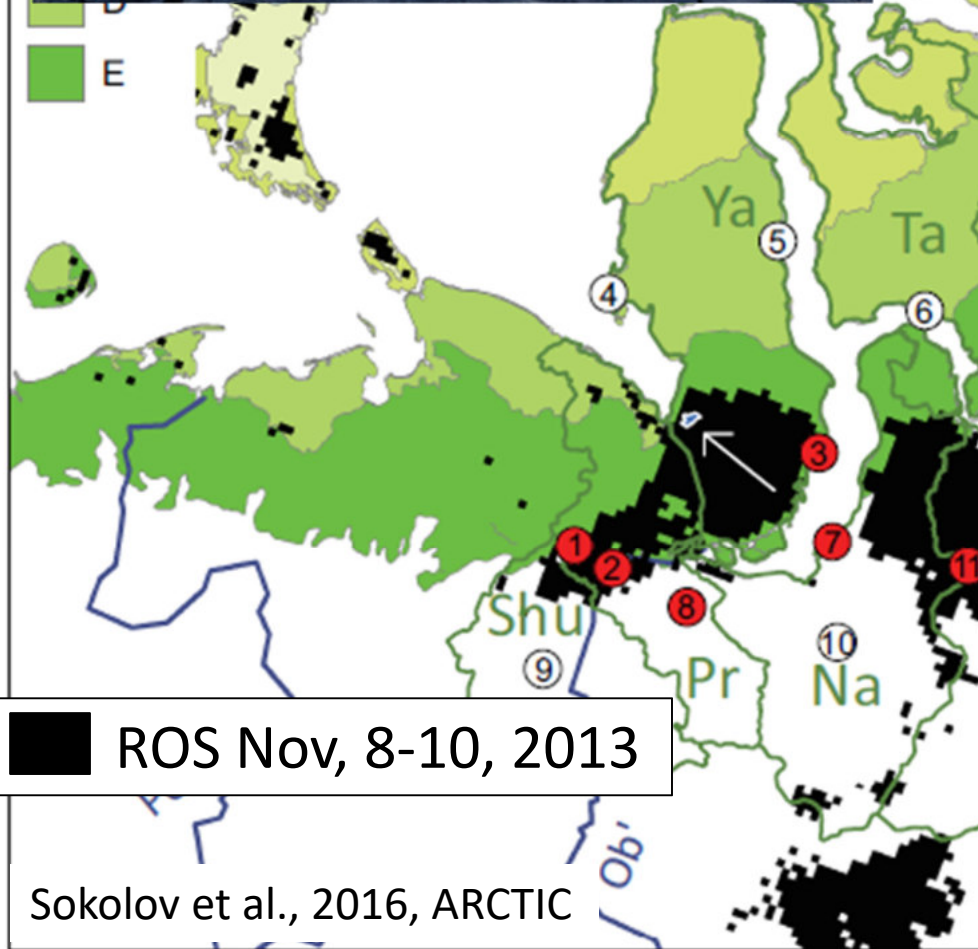 D
E
Ya
5
Ta
4
6
3
1
7
2
11
8
Shu
10
9
Pr
Na
ROS Nov, 8-10, 2013
Ob'
Sokolov et al., 2016, ARCTIC